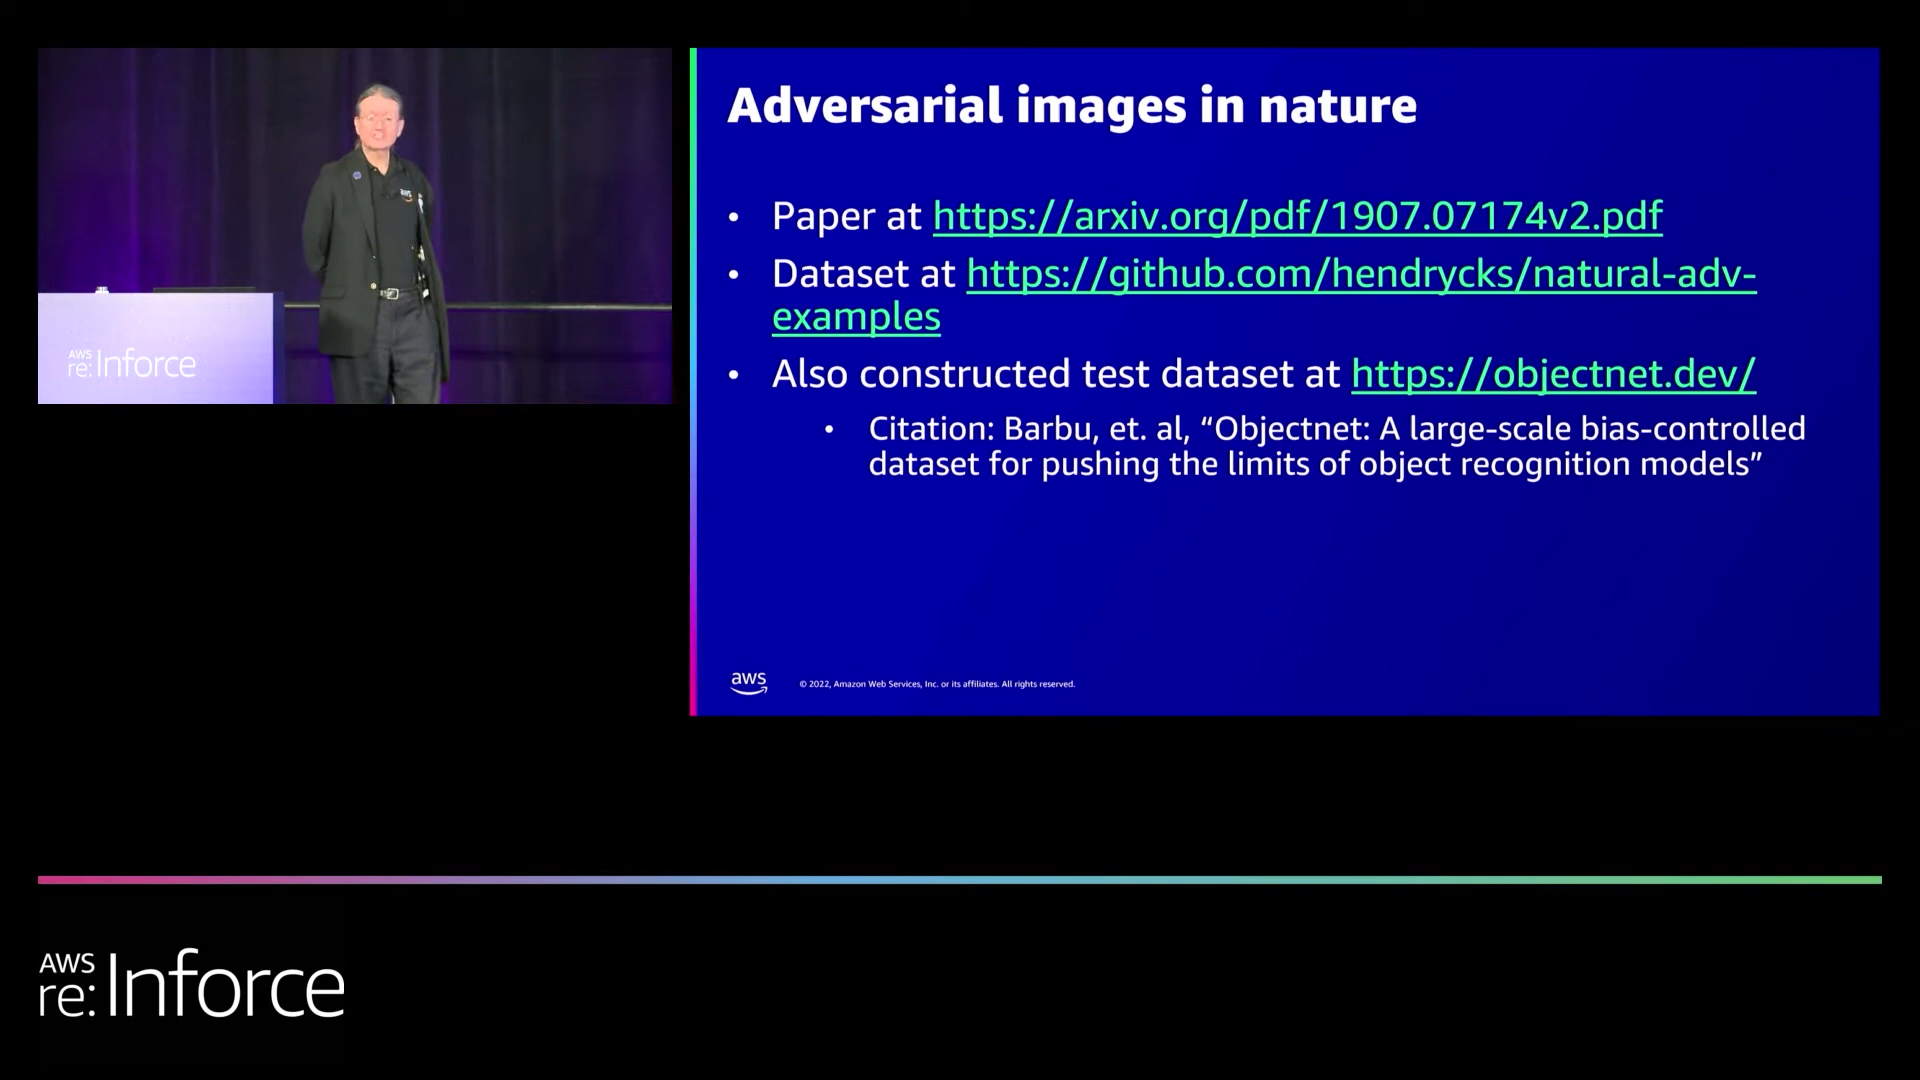 AWS
re: Inforce
Adversarial images in nature
• Paper at https://arxiv.org/pdf/1907.07174v2.pdf
• Dataset at https://github.com/hendrycks/natural-adv-
examples
• Also constructed test dataset at https://objectnet.dev/
• Citation: Barbu, et. al, “Objectnet: A large-scale bias-controlled
dataset for pushing the limits of object recognition models”
aws
© 2022, Amazon Web Services, Inc. or its affiliates. All rights reserved.
AWS
re: Inforce